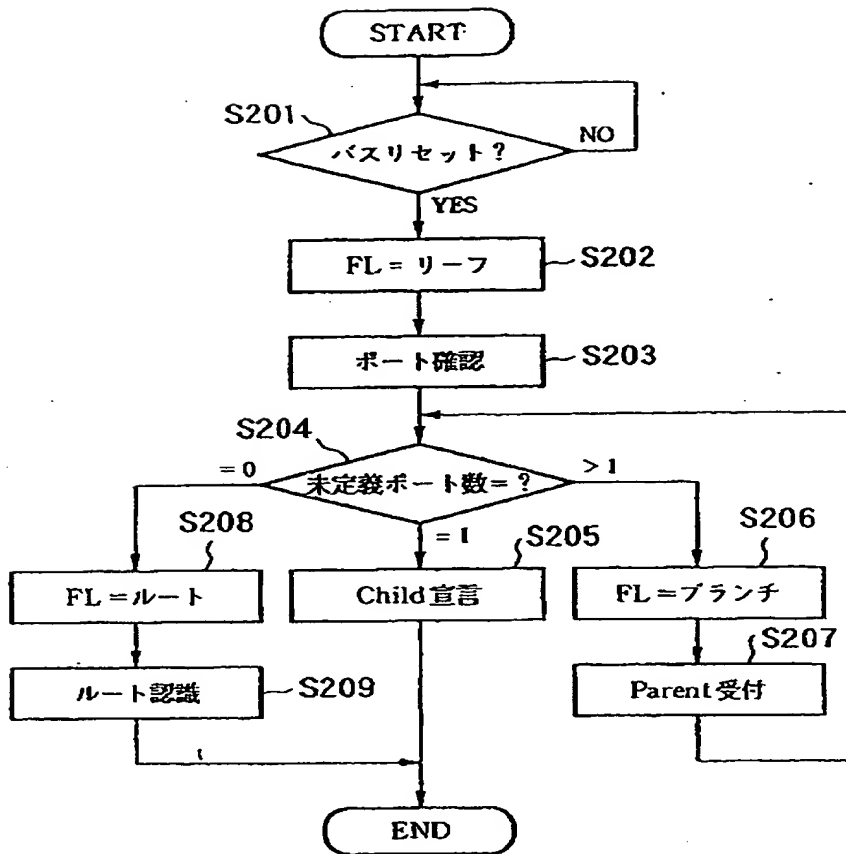 START
S201
バスリセット?
NO
YES
FL=リーフ
S202
ポート確認
S203
S204
=0
未定義ポート数=?
>1
=1
S208
S205
S206
FL=ルート
Child宣言
FL=ブランチ
S207
ルート認識
S209
Parent受付
END